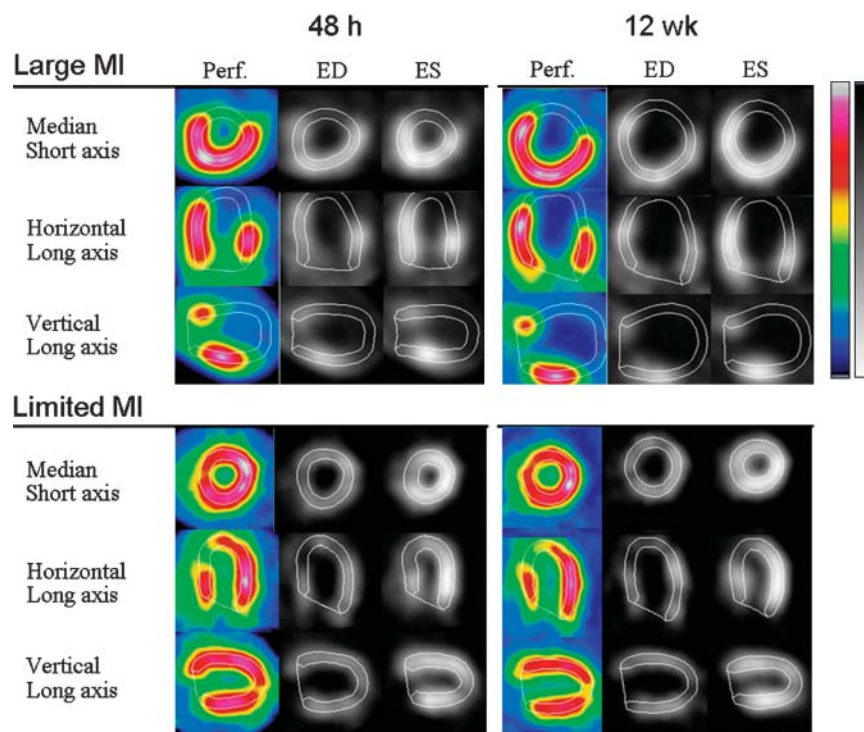 48 h 12 wk
Large MI Perf. ED ES Perf. ED ES
Median
Short axis
Horizontal
Long axis
Vertical
Long axis
Limited MI
Median
Short axis
Horizontal
Long axis
Vertical
Long axis